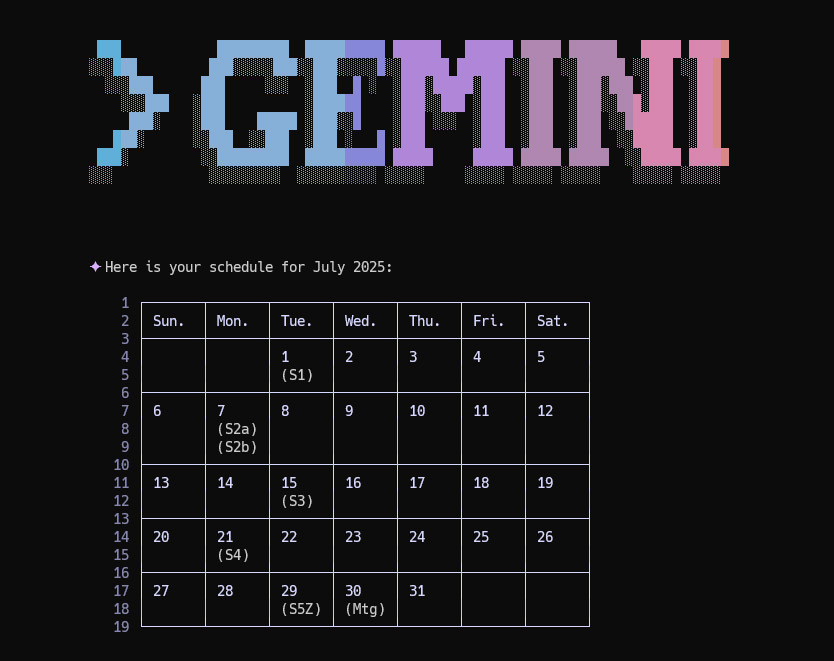 > GEMINI
✦ Here is your schedule for July 2025:
1
2 Sun. Mon. Tue. Wed. Thu. Fri. Sat.
3
4 1 2 3 4 5
5 (S1)
6
7 6 7 8 9 10 11 12
8 (S2a)
9 (S2b)
10
11 13 14 15 16 17 18 19
12 (S3)
13
14 20 21 22 23 24 25 26
15 (S4)
16
17 27 28 29 30 31
18 (S5Z) (Mtg)
19